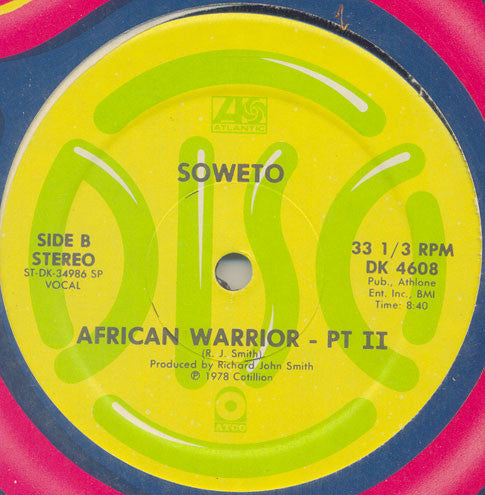 ATLANTIC
SOWETO
DISCO
SIDE B
STEREO
ST-DK-34986 SP
VOCAL
33 1/3 RPM
DK 4608
Pub., Athlone
Ent. Inc., BMI
Time: 8:40
AFRICAN WARRIOR - PT II
(R. J. Smith)
Produced by Richard John Smith
℗ 1978 Cotillion
ATCO